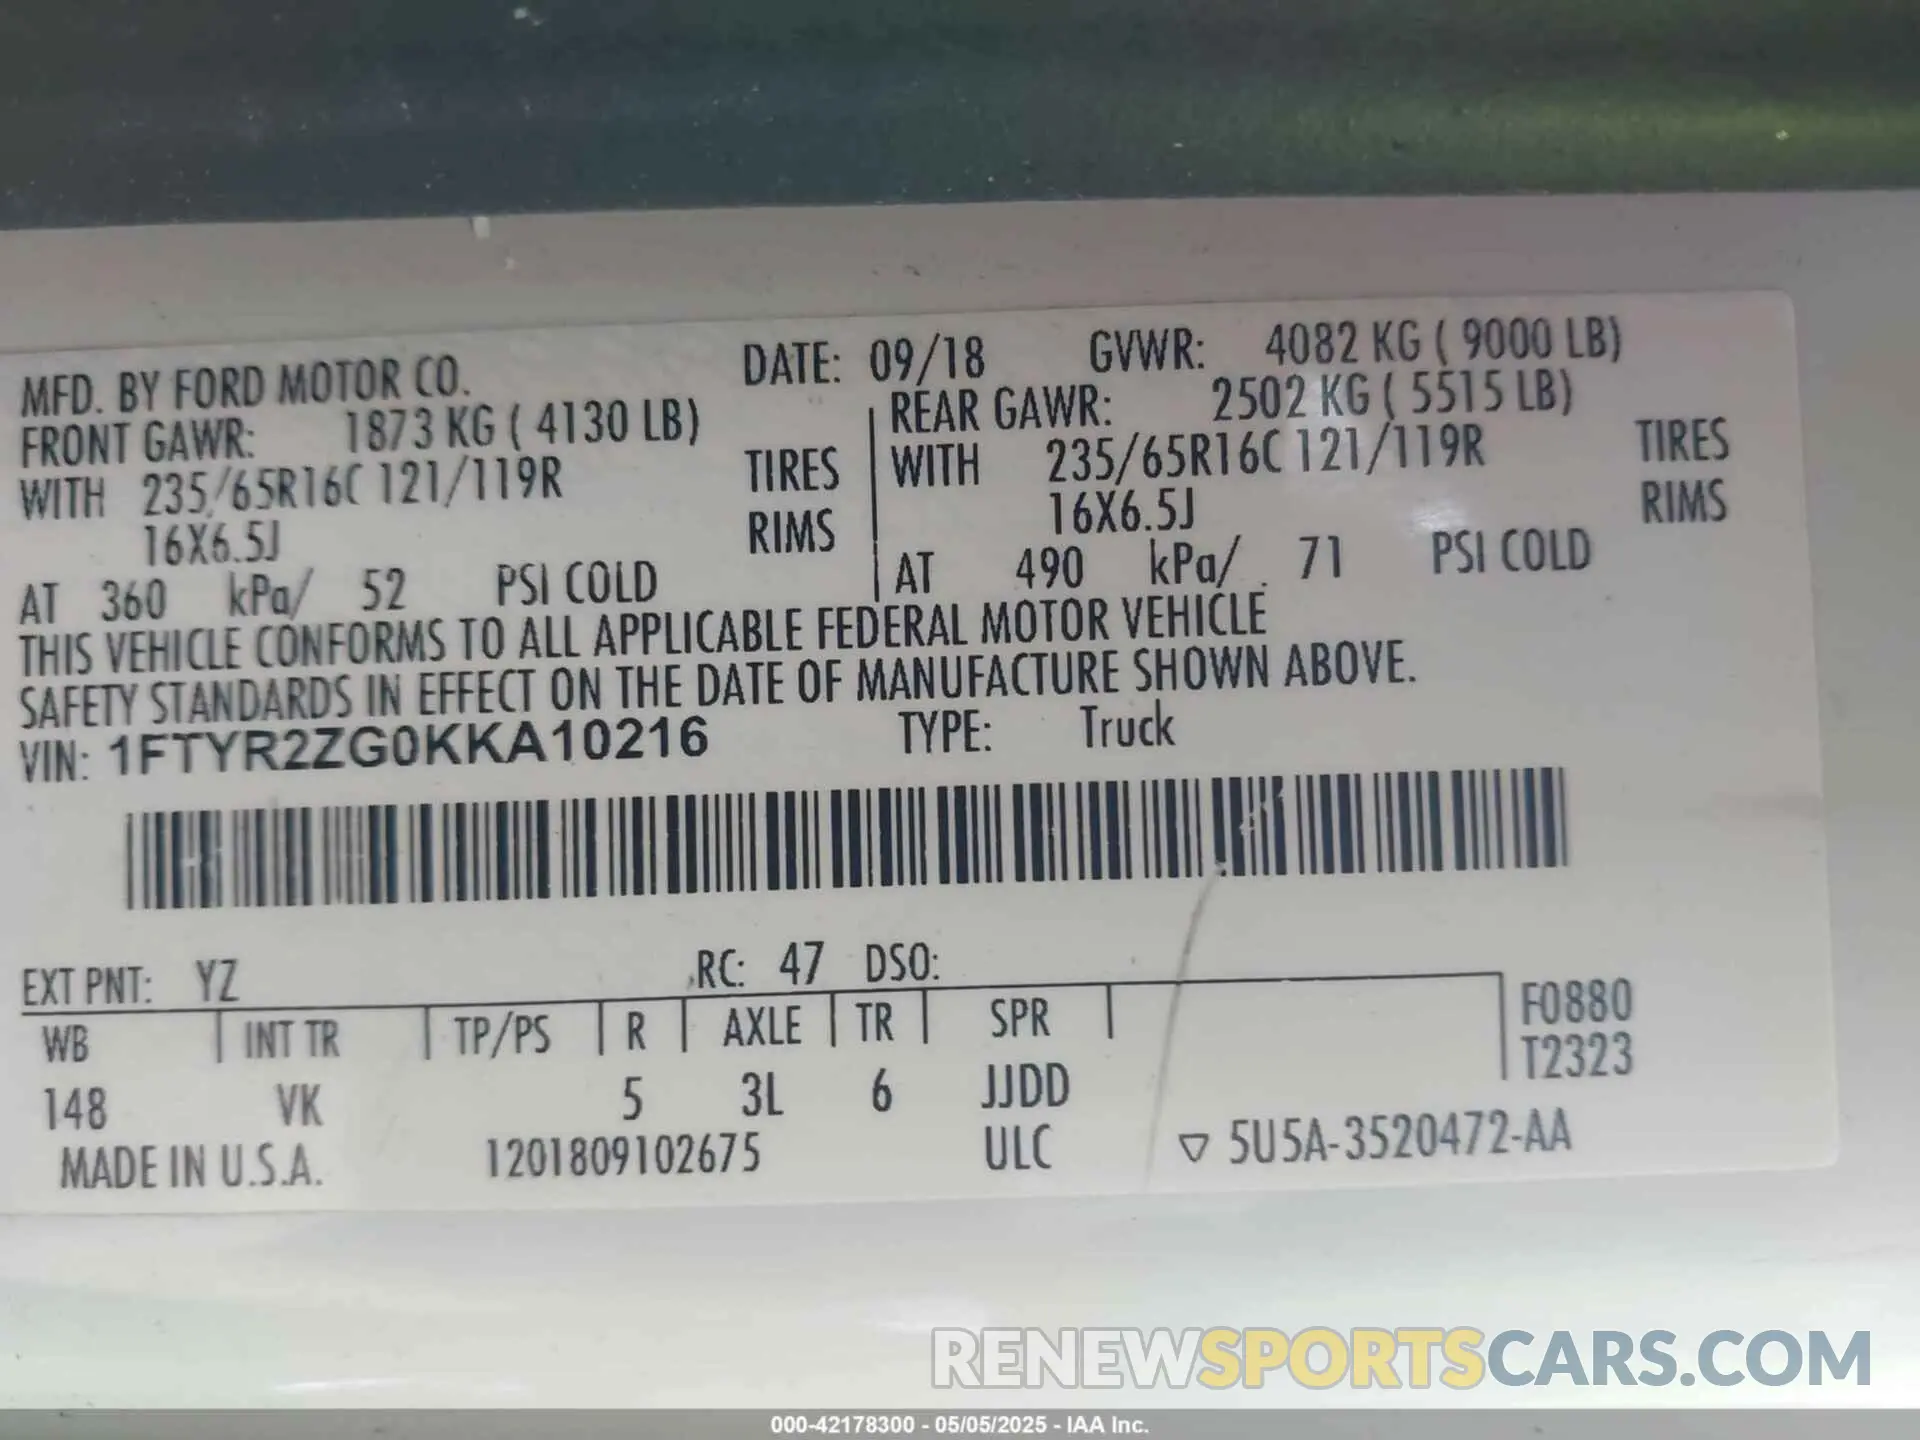 MFD. BY FORD MOTOR CO. DATE: 09/18 GVWR: 4082 KG ( 9000 LB)
FRONT GAWR: 1873 KG ( 4130 LB) REAR GAWR: 2502 KG ( 5515 LB)
WITH 235/65R16C 121/119R TIRES WITH 235/65R16C 121/119R TIRES
16X6.5J RIMS 16X6.5J RIMS
AT 360 kPa/ 52 PSI COLD AT 490 kPa/ 71 PSI COLD
THIS VEHICLE CONFORMS TO ALL APPLICABLE FEDERAL MOTOR VEHICLE
SAFETY STANDARDS IN EFFECT ON THE DATE OF MANUFACTURE SHOWN ABOVE.
VIN: 1FTYR2ZG0KKA10216 TYPE: Truck
EXT PNT: YZ RC: 47 DSO:
WB INT TR TP/PS R AXLE TR SPR F0880
T2323
148 VK 5 3L 6 JJDD
MADE IN U.S.A. 1201809102675 ULC ▽ 5U5A-3520472-AA
RENEWSPORTSCARS.COM
000-42178300 - 05/05/2025 - IAA Inc.